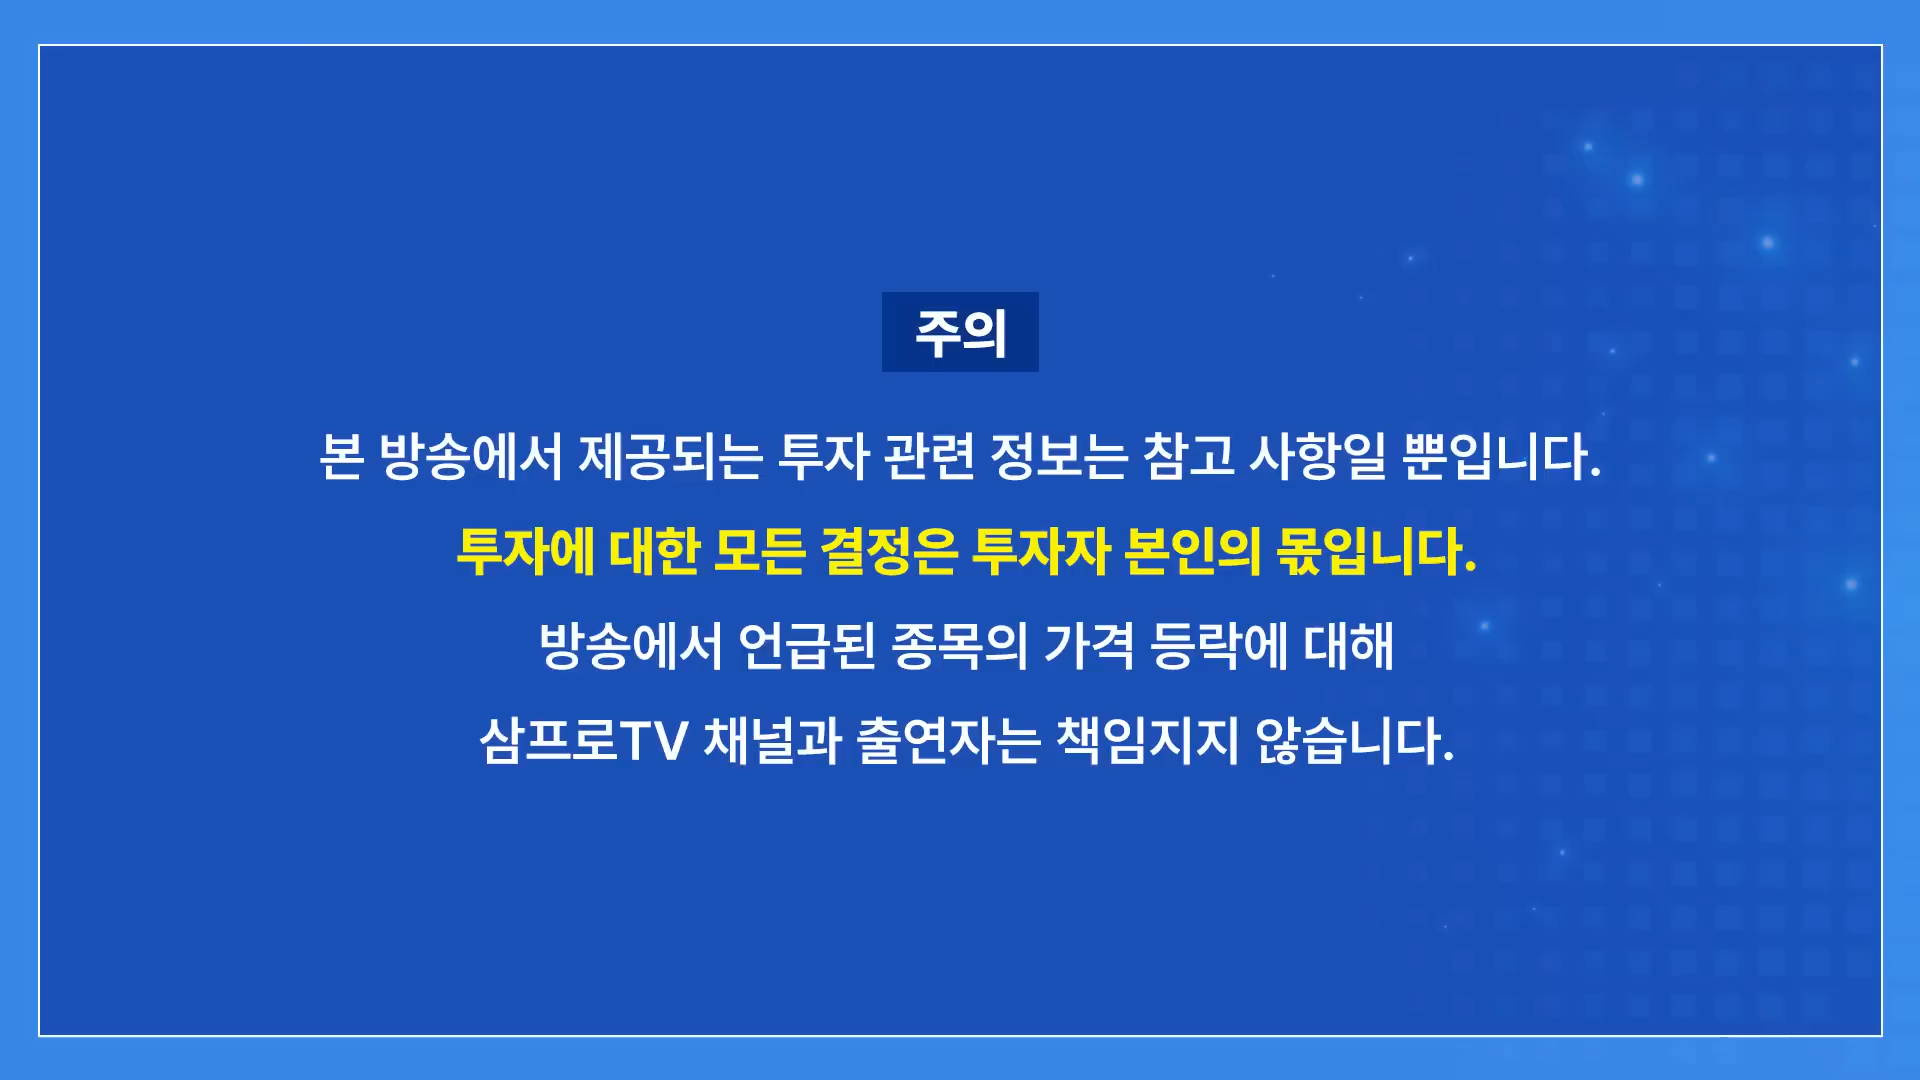 주의
본 방송에서 제공되는 투자 관련 정보는 참고 사항일 뿐입니다.
투자에 대한 모든 결정은 투자자 본인의 몫입니다.
방송에서 언급된 종목의 가격 등락에 대해
삼프로TV 채널과 출연자는 책임지지 않습니다.